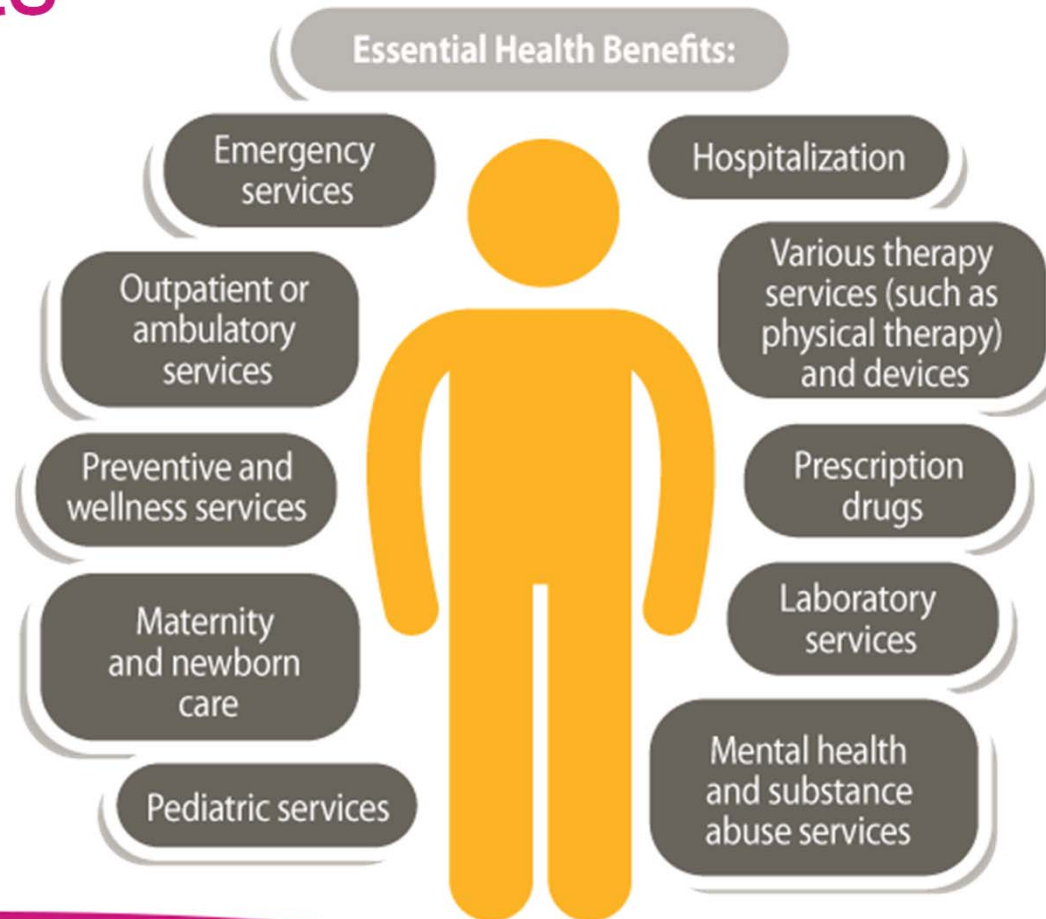 Essential Health Benefits:
Emergency
services
Outpatient or
ambulatory
services
Preventive and
wellness services
Maternity
and newborn
care
Pediatric services
Hospitalization
Various therapy
services (such as
physical therapy)
and devices
Prescription
drugs
Laboratory
services
Mental health
and substance
abuse services